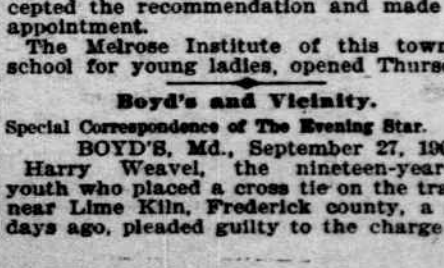 cepted the recommendation and made
appointment.
The Melrose Institute of this town
school for young ladies, opened Thurs
Boyd's and Vicinity.
Special Correspondence of The Evening Star.
BOYD'S, Md., September 27, 190
Harry Weavel, the nineteen-year
youth who placed a cross tie on the tr
near Lime Kiln, Frederick county, a
days ago, pleaded guilty to the charge